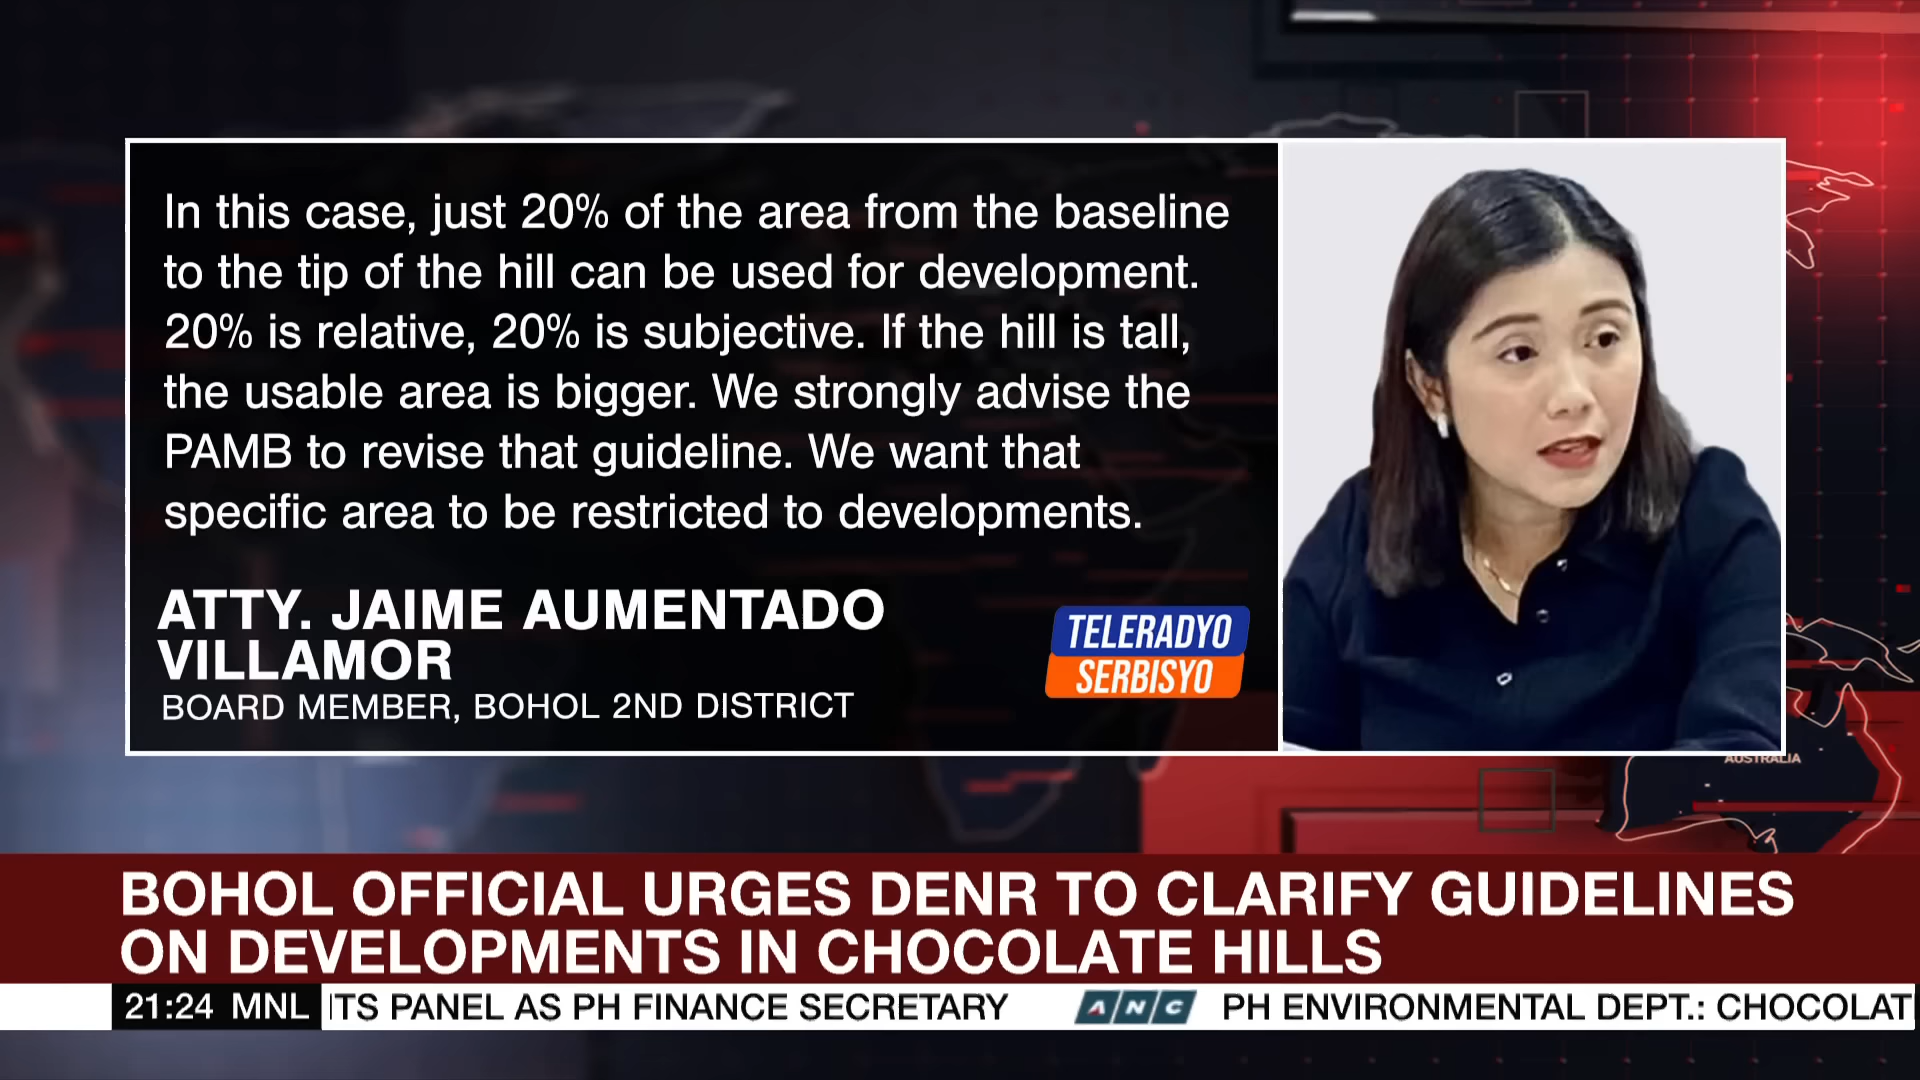 In this case, just 20% of the area from the baseline
to the tip of the hill can be used for development.
20% is relative, 20% is subjective. If the hill is tall,
the usable area is bigger. We strongly advise the
PAMB to revise that guideline. We want that
specific area to be restricted to developments.
ATTY. JAIME AUMENTADO
VILLAMOR
BOARD MEMBER, BOHOL 2ND DISTRICT
TELERADYO
SERBISYO
AUSTRALIA
BOHOL OFFICIAL URGES DENR TO CLARIFY GUIDELINES
ON DEVELOPMENTS IN CHOCOLATE HILLS
21:24 MNL ITS PANEL AS PH FINANCE SECRETARY ANC PH ENVIRONMENTAL DEPT.: CHOCOLAT